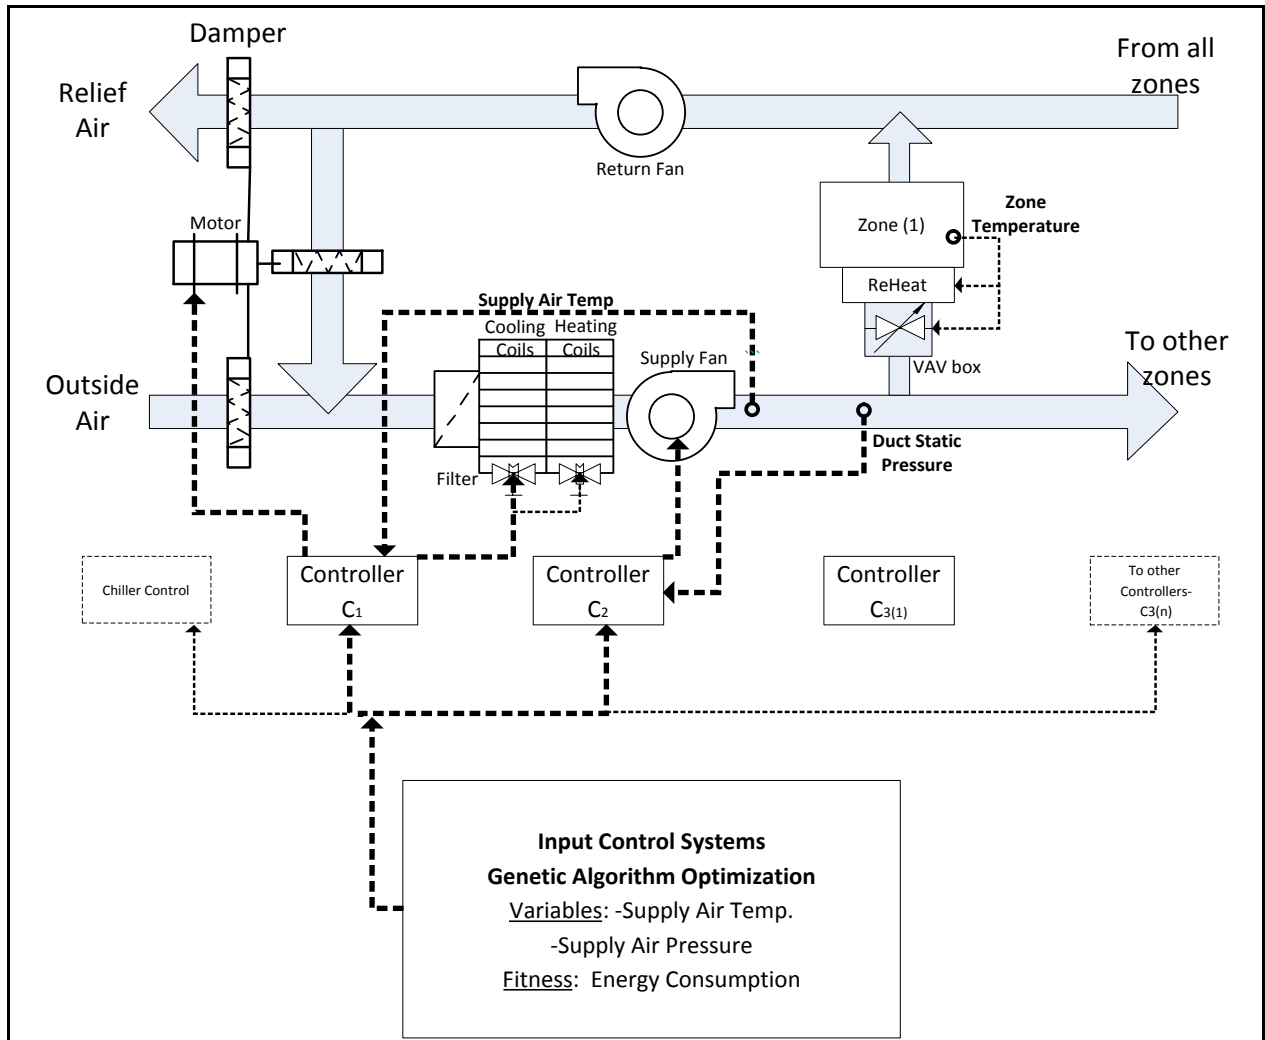 Damper
From all
zones
Relief
Air
Return Fan
Motor
Zone
Temperature
Zone (1)
ReHeat
Supply Air Temp
Cooling
Coils
Heating
Coils
Supply Fan
VAV box
To other
zones
Outside
Air
Duct Static
Pressure
Filter
Chiller Control
Controller
C1
Controller
C2
Controller
C3(1)
To other
Controllers-
C3(n)
Input Control Systems
Genetic Algorithm Optimization
Variables: -Supply Air Temp.
-Supply Air Pressure
Fitness: Energy Consumption